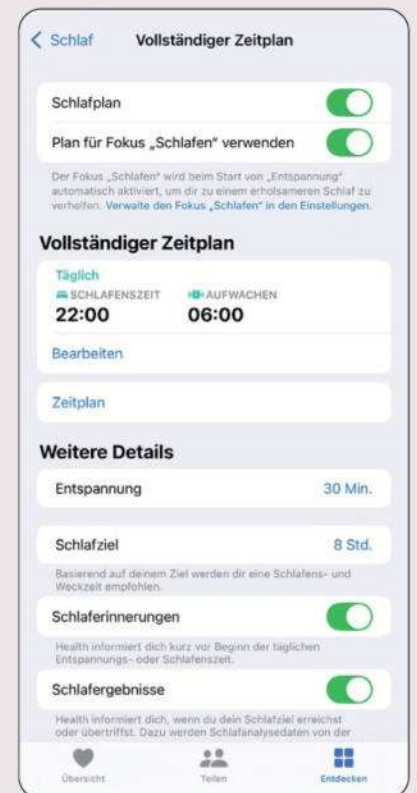 Schlaf Vollständiger Zeitplan
Schlafplan
Plan für Fokus „Schlafen“ verwenden
Der Fokus „Schlafen“ wird beim Start von „Entspannung“
automatisch aktiviert, um dir zu einem erholsameren Schlaf zu
verhelfen. Verwalte den Fokus „Schlafen“ in den Einstellungen.
Vollständiger Zeitplan
Täglich
SCHLAFENSZEIT AUFWACHEN
22:00 06:00
Bearbeiten
Zeitplan
Weitere Details
Entspannung 30 Min.
Schlafziel 8 Std.
Basierend auf deinem Ziel werden dir eine Schlafens- und
Weckzeit empfohlen.
Schlaferinnerungen
Health informiert dich kurz vor Beginn der täglichen
Entspannungs- oder Schlafenszeit.
Schlafergebnisse
Health informiert dich, wenn du dein Schlafziel erreichst
oder übertriffst. Dazu werden Schlafanalysedaten von der
Übersicht Teilen Entdecken